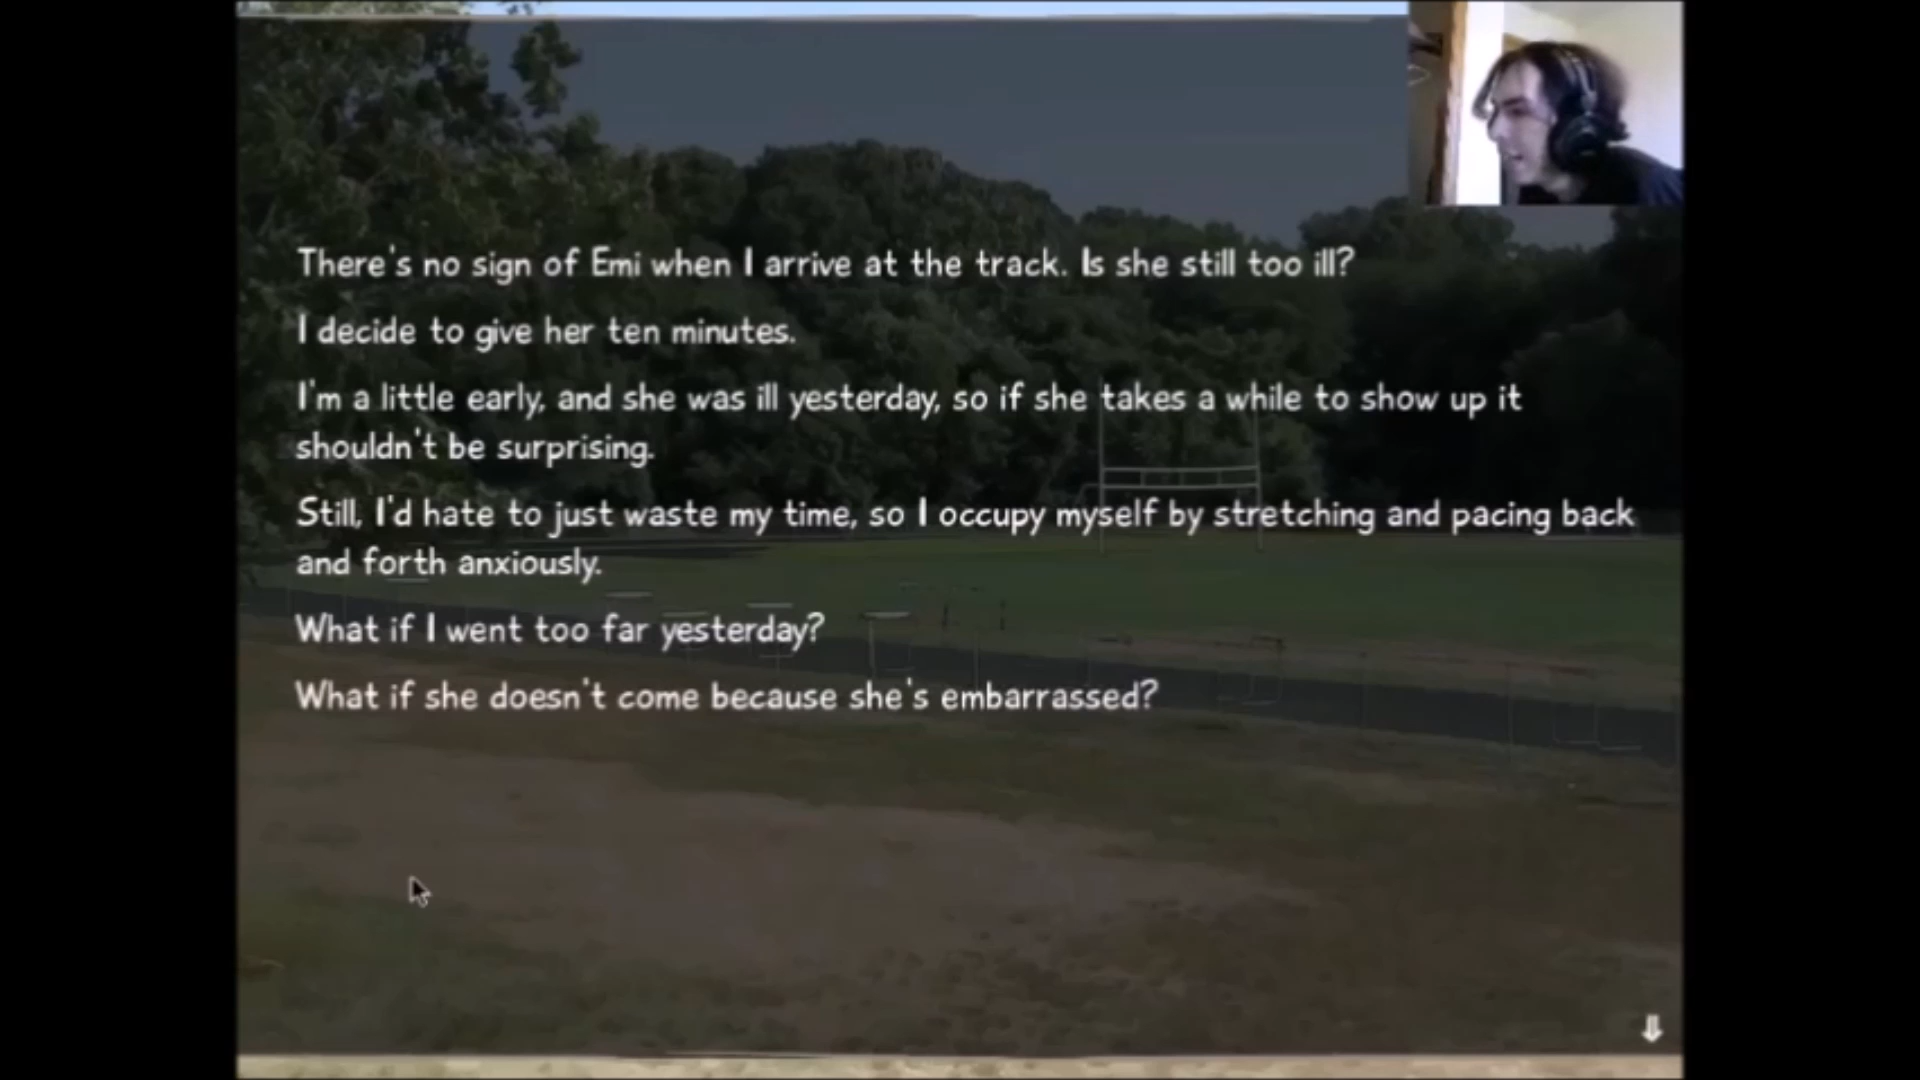 There's no sign of Emi when I arrive at the track. Is she still too ill?
I decide to give her ten minutes.
I'm a little early, and she was ill yesterday, so if she takes a while to show up it
shouldn't be surprising.
Still, I'd hate to just waste my time, so I occupy myself by stretching and pacing back
and forth anxiously.
What if I went too far yesterday?
What if she doesn't come because she's embarrassed?